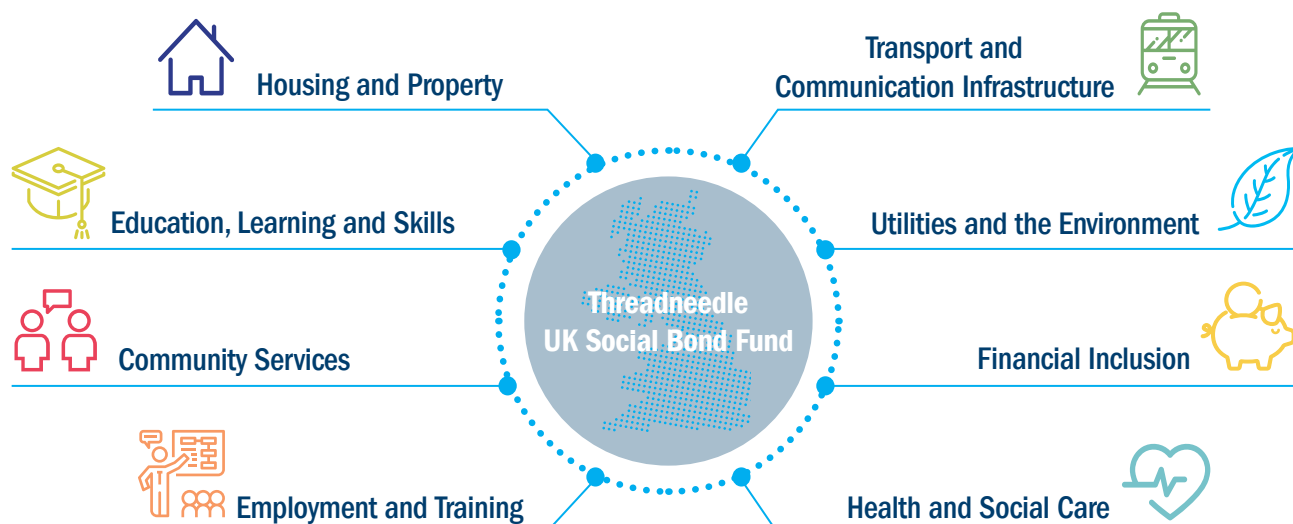 Housing and Property
Transport and
Communication Infrastructure
Education, Learning and Skills
Utilities and the Environment
Threadneedle
UK Social Bond Fund
Community Services
Financial Inclusion
Employment and Training
Health and Social Care